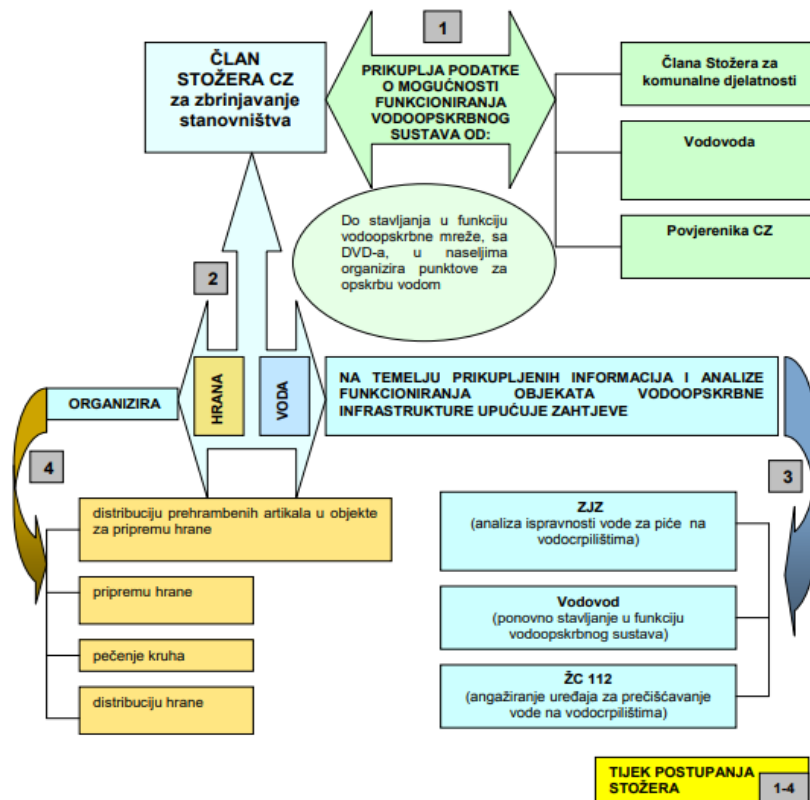 1
ČLAN
STOŽERA CZ
za zbrinjavanje
stanovništva
PRIKUPLJA PODATKE
O MOGUĆNOSTI
FUNKCIONIRANJA
VODOOPSKRBNOG
SUSTAVA OD:
Člana Stožera za
komunalne djelatnosti
Vodovoda
Povjerenika CZ
Do stavljanja u funkciju
vodoopskrbne mreže, sa
DVD-a, u naseljima
organizira punktove za
opskrbu vodom
2
HRANA
VODA
ORGANIZIRA
NA TEMELJU PRIKUPLJENIH INFORMACIJA I ANALIZE
FUNKCIONIRANJA OBJEKATA VODOOPSKRBNE
INFRASTRUKTURE UPUĆUJE ZAHTJEVE
4
3
distribuciju prehrambenih artikala u objekte
za pripremu hrane
pripremu hrane
pečenje kruha
distribuciju hrane
ZJZ
(analiza ispravnosti vode za piće na
vodocrpilištima)
Vodovod
(ponovno stavljanje u funkciju
vodoopskrbnog sustava)
ŽC 112
(angažiranje uređaja za prečišćavanje
vode na vodocrpilištima)
TIJEK POSTUPANJA
STOŽERA
1-4